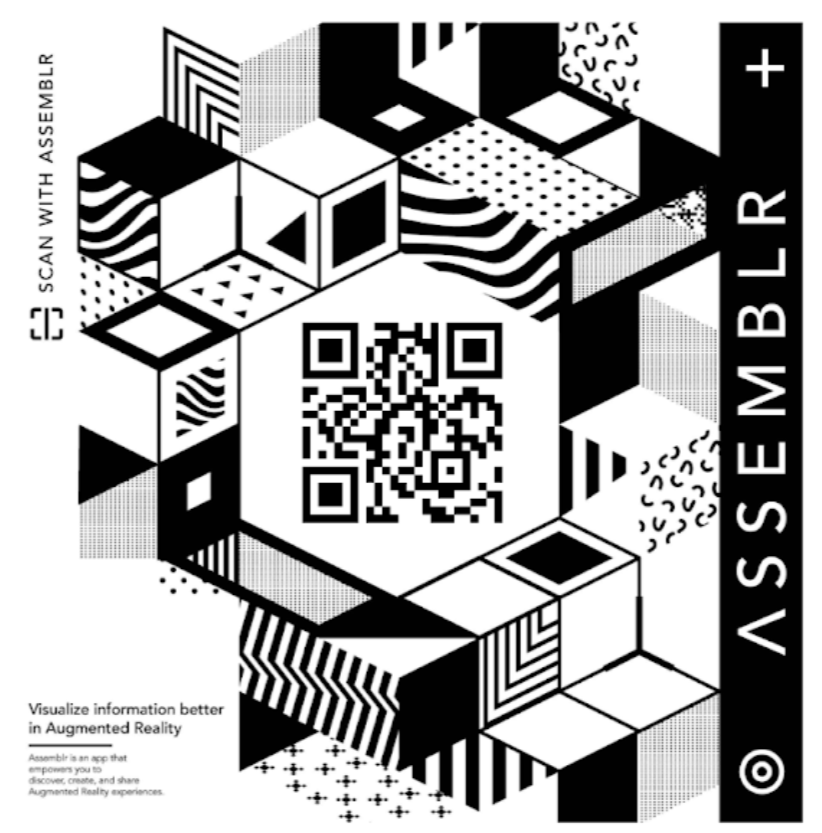 SCAN WITH ASSEMBLR
ASSEMBLR
Visualize information better
in Augmented Reality
Assemblr is an app that
empowers you to
discover, create, and share
Augmented Reality experiences.